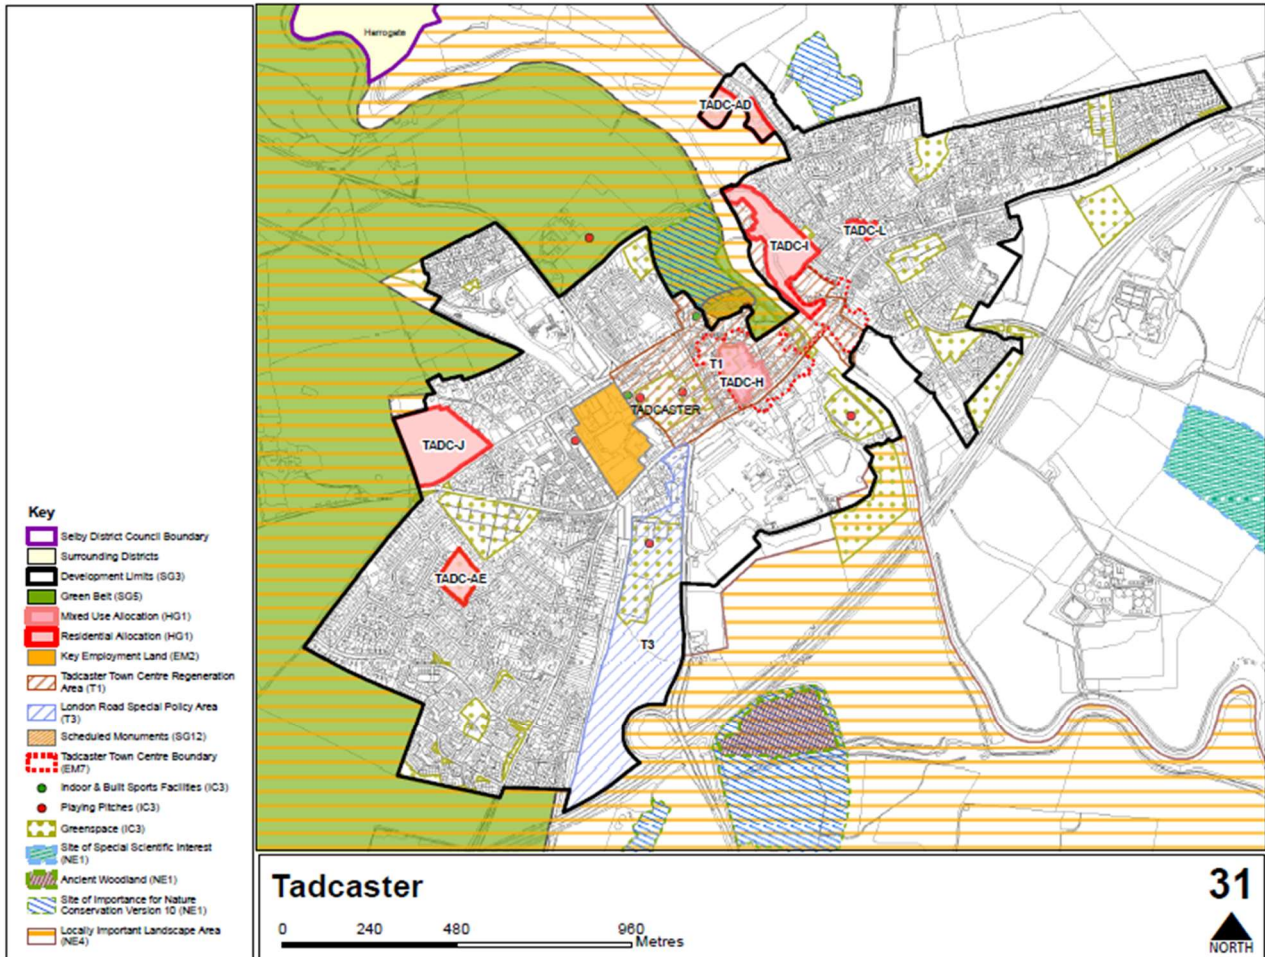 Key
Selby District Council Boundary
Surrounding Districts
Development Limits (SG3)
Green Belt (SG5)
Mixed Use Allocation (HG1)
Residential Allocation (HG1)
Key Employment Land (EM2)
Tadcaster Town Centre Regeneration
Area (T1)
London Road Special Policy Area
(T3)
Scheduled Monuments (SG12)
Tadcaster Town Centre Boundary
(EM7)
Indoor & Built Sports Facilities (IC3)
Playing Pitches (IC3)
Greenspace (IC3)
Site of Special Scientific Interest
(NE1)
Ancient Woodland (NE1)
Site of Importance for Nature
Conservation Version 10 (NE1)
Locally Important Landscape Area
(NE4)
Harrogate
TADC-AD
TADC-L
TADC-I
T1
TADC-H
TADCASTER
TADC-J
TADC-AE
T3
Tadcaster
31
0 240 480 960
Metres
NORTH